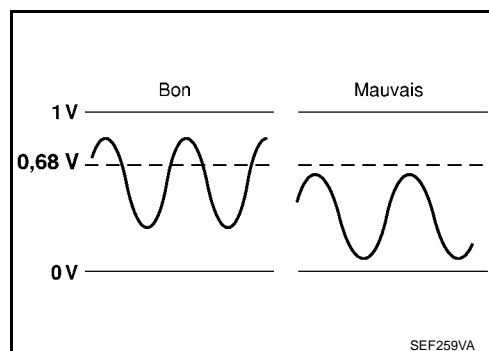 Bon Mauvais
1 V
0,68 V
0 V
SEF259VA